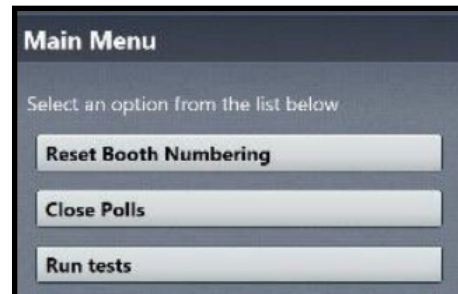 Main Menu
Select an option from the list below
Reset Booth Numbering
Close Polls
Run tests